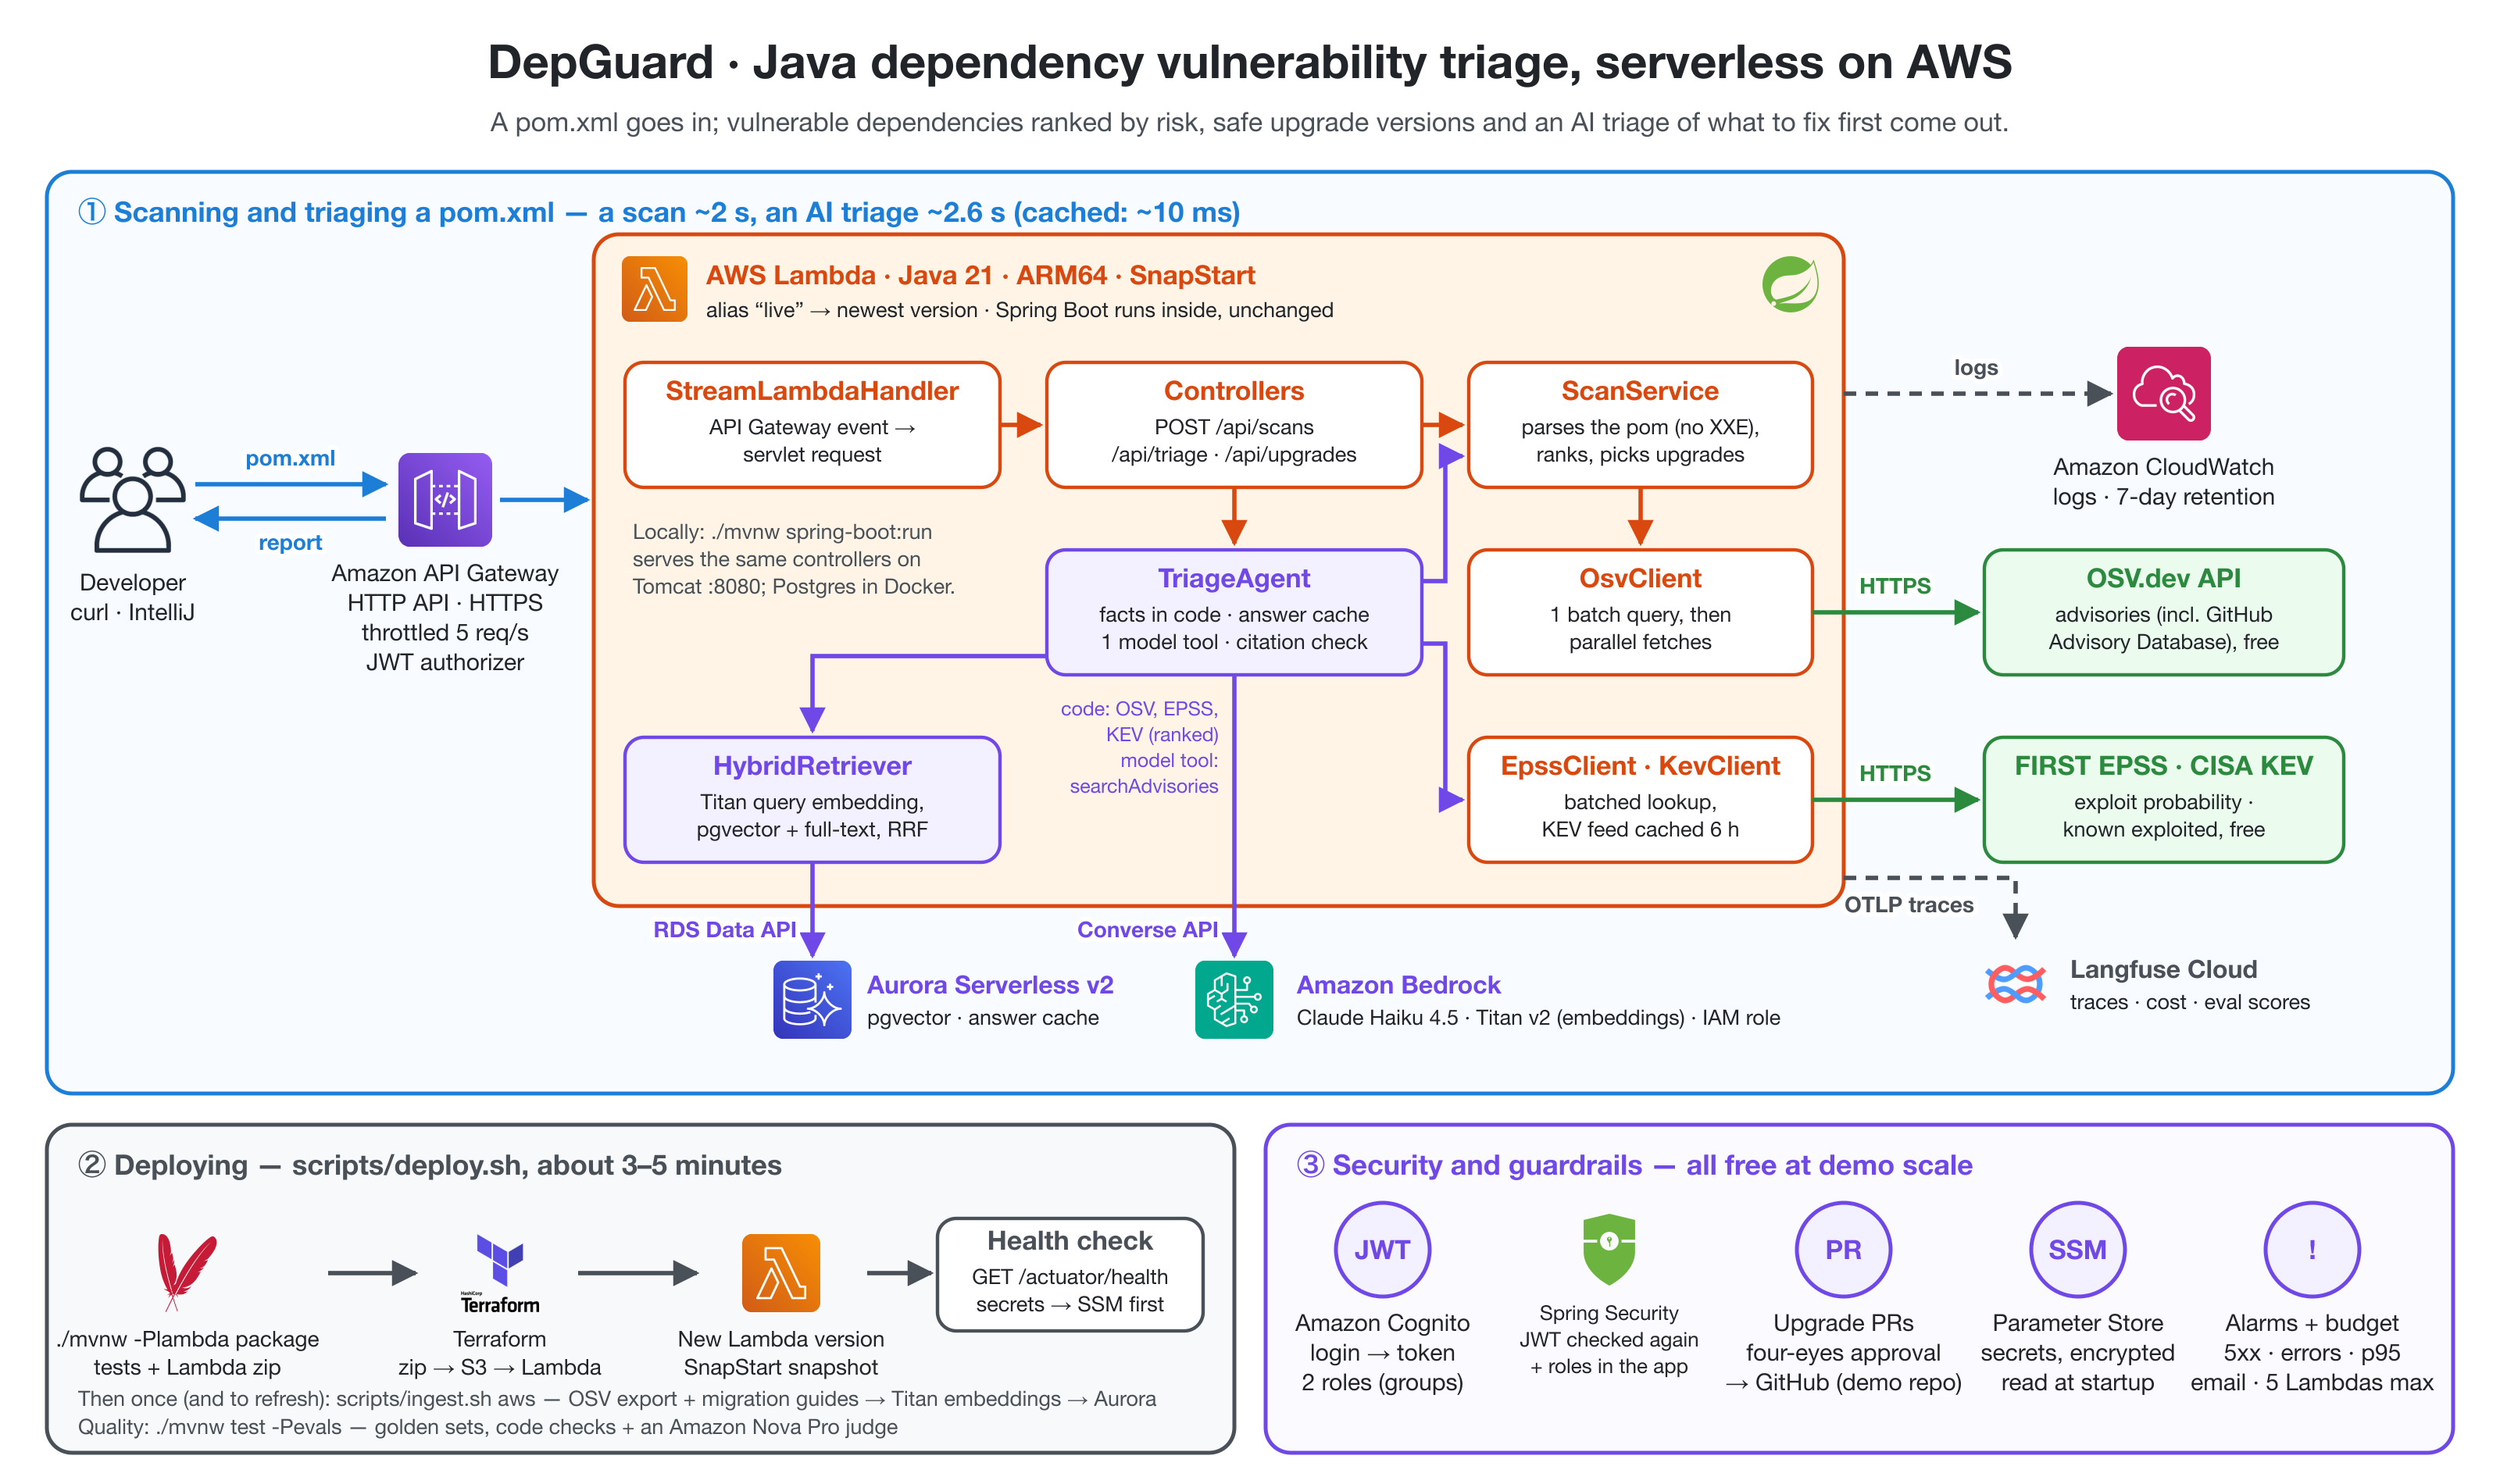 DepGuard · Java dependency vulnerability triage, serverless on AWS
A pom.xml goes in; vulnerable dependencies ranked by risk, safe upgrade versions and an AI triage of what to fix first come out.
① Scanning and triaging a pom.xml — a scan ~2 s, an AI triage ~2.6 s (cached: ~10 ms)
AWS Lambda · Java 21 · ARM64 · SnapStart
alias “live” → newest version · Spring Boot runs inside, unchanged
StreamLambdaHandler
API Gateway event →
servlet request
Controllers
POST /api/scans
/api/triage · /api/upgrades
ScanService
parses the pom (no XXE),
ranks, picks upgrades
logs
Amazon CloudWatch
logs · 7-day retention
pom.xml
report
Developer
curl · IntelliJ
Amazon API Gateway
HTTP API · HTTPS
throttled 5 req/s
JWT authorizer
Locally: ./mvnw spring-boot:run
serves the same controllers on
Tomcat :8080; Postgres in Docker.
TriageAgent
facts in code · answer cache
1 model tool · citation check
OsvClient
1 batch query, then
parallel fetches
HTTPS
OSV.dev API
advisories (incl. GitHub
Advisory Database), free
code: OSV, EPSS,
KEV (ranked)
model tool:
searchAdvisories
HybridRetriever
Titan query embedding,
pgvector + full-text, RRF
EpssClient · KevClient
batched lookup,
KEV feed cached 6 h
HTTPS
FIRST EPSS · CISA KEV
exploit probability ·
known exploited, free
OTLP traces
RDS Data API
Converse API
Aurora Serverless v2
pgvector · answer cache
Amazon Bedrock
Claude Haiku 4.5 · Titan v2 (embeddings) · IAM role
Langfuse Cloud
traces · cost · eval scores
② Deploying — scripts/deploy.sh, about 3–5 minutes
HashiCorp
Terraform
./mvnw -Plambda package
tests + Lambda zip
Terraform
zip → S3 → Lambda
New Lambda version
SnapStart snapshot
Health check
GET /actuator/health
secrets → SSM first
Then once (and to refresh): scripts/ingest.sh aws — OSV export + migration guides → Titan embeddings → Aurora
Quality: ./mvnw test -Pevals — golden sets, code checks + an Amazon Nova Pro judge
③ Security and guardrails — all free at demo scale
JWT
Amazon Cognito
login → token
2 roles (groups)
Spring Security
JWT checked again
+ roles in the app
PR
Upgrade PRs
four-eyes approval
→ GitHub (demo repo)
SSM
Parameter Store
secrets, encrypted
read at startup
!
Alarms + budget
5xx · errors · p95
email · 5 Lambdas max